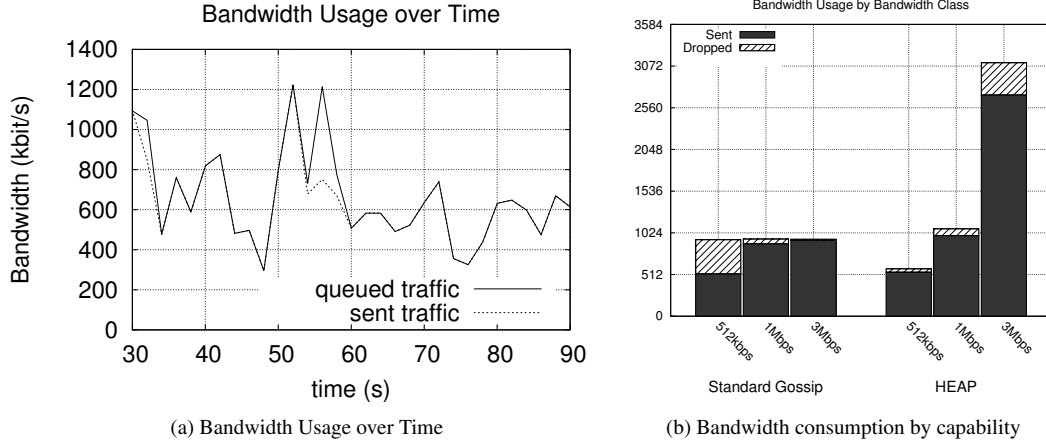 Bandwidth Usage over Time
Bandwidth (kbit/s)
1400
1200
1000
800
600
400
200
0
queued traffic
sent traffic
30 40 50 60 70 80 90
time (s)
(a) Bandwidth Usage over Time
Bandwidth Usage by Bandwidth Class
3584
3072
2560
2048
1536
1024
512
0
Sent
Dropped
512kbps 1Mbps 3Mbps 512kbps 1Mbps 3Mbps
Standard Gossip HEAP
(b) Bandwidth consumption by capability